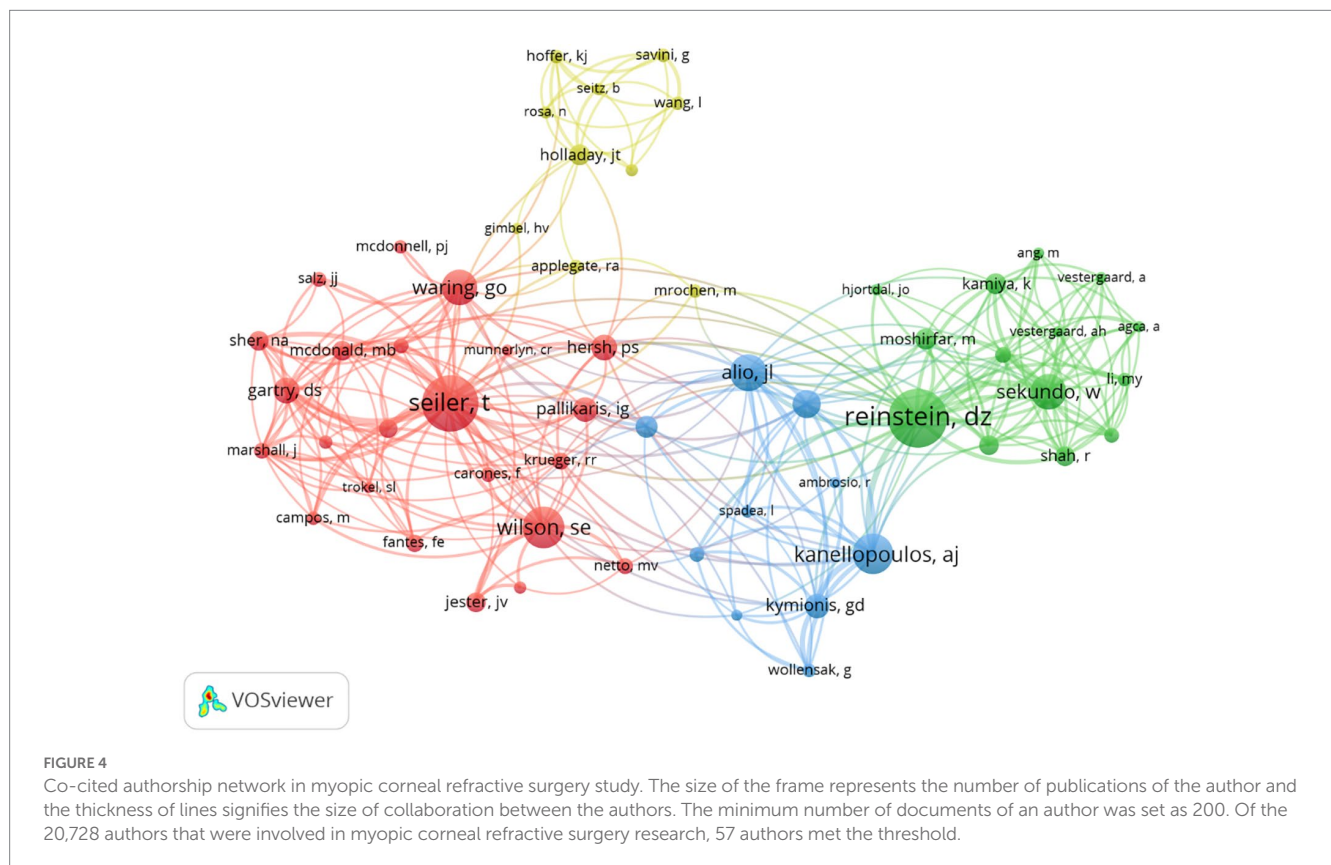 hoffer, kj
savini, g
seitz, b
wang, l
rosa, n
holladay, jt
gimbel, hv
mcdonnell, pj
ang, m
applegate, ra
salz, jj
vestergaard, a
kamiya, k
waring, go
mrochen, m
hjortdal, jo
agca, a
vestergaard, ah
sher, na
moshirfar, m
mcdonald, mb
munnerlyn, cr
hersh, ps
alio, jl
li, my
gartry, ds
sekundo, w
seiler, t
pallikaris, ig
reinstein, dz
marshall, j
shah, r
krueger, rr
carones, f
ambrosio, r
trokel, sl
spadea, l
campos, m
wilson, se
fantes, fe
kanellopoulos, aj
netto, mv
jester, jv
kymionis, gd
wollensak, g
VOSviewer
FIGURE 4
Co-cited authorship network in myopic corneal refractive surgery study. The size of the frame represents the number of publications of the author and
the thickness of lines signifies the size of collaboration between the authors. The minimum number of documents of an author was set as 200. Of the
20,728 authors that were involved in myopic corneal refractive surgery research, 57 authors met the threshold.